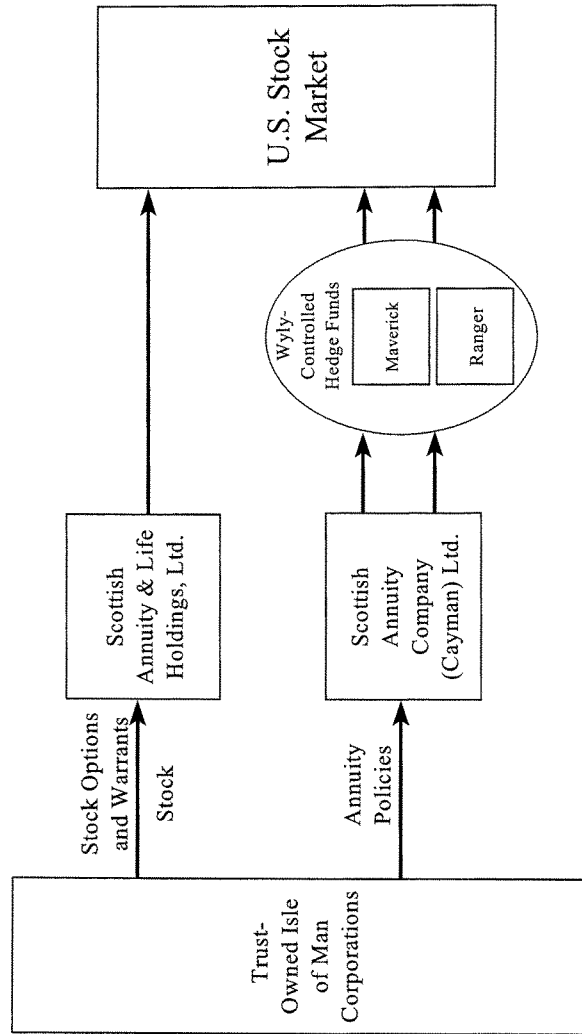 Trust-
Owned Isle
of Man
Corporations
Stock Options
and Warrants
Stock
Annuity
Policies
Scottish
Annuity & Life
Holdings, Ltd.
Scottish
Annuity
Company
(Cayman) Ltd.
Wyly-
Controlled
Hedge Funds
Maverick
Ranger
U.S. Stock
Market